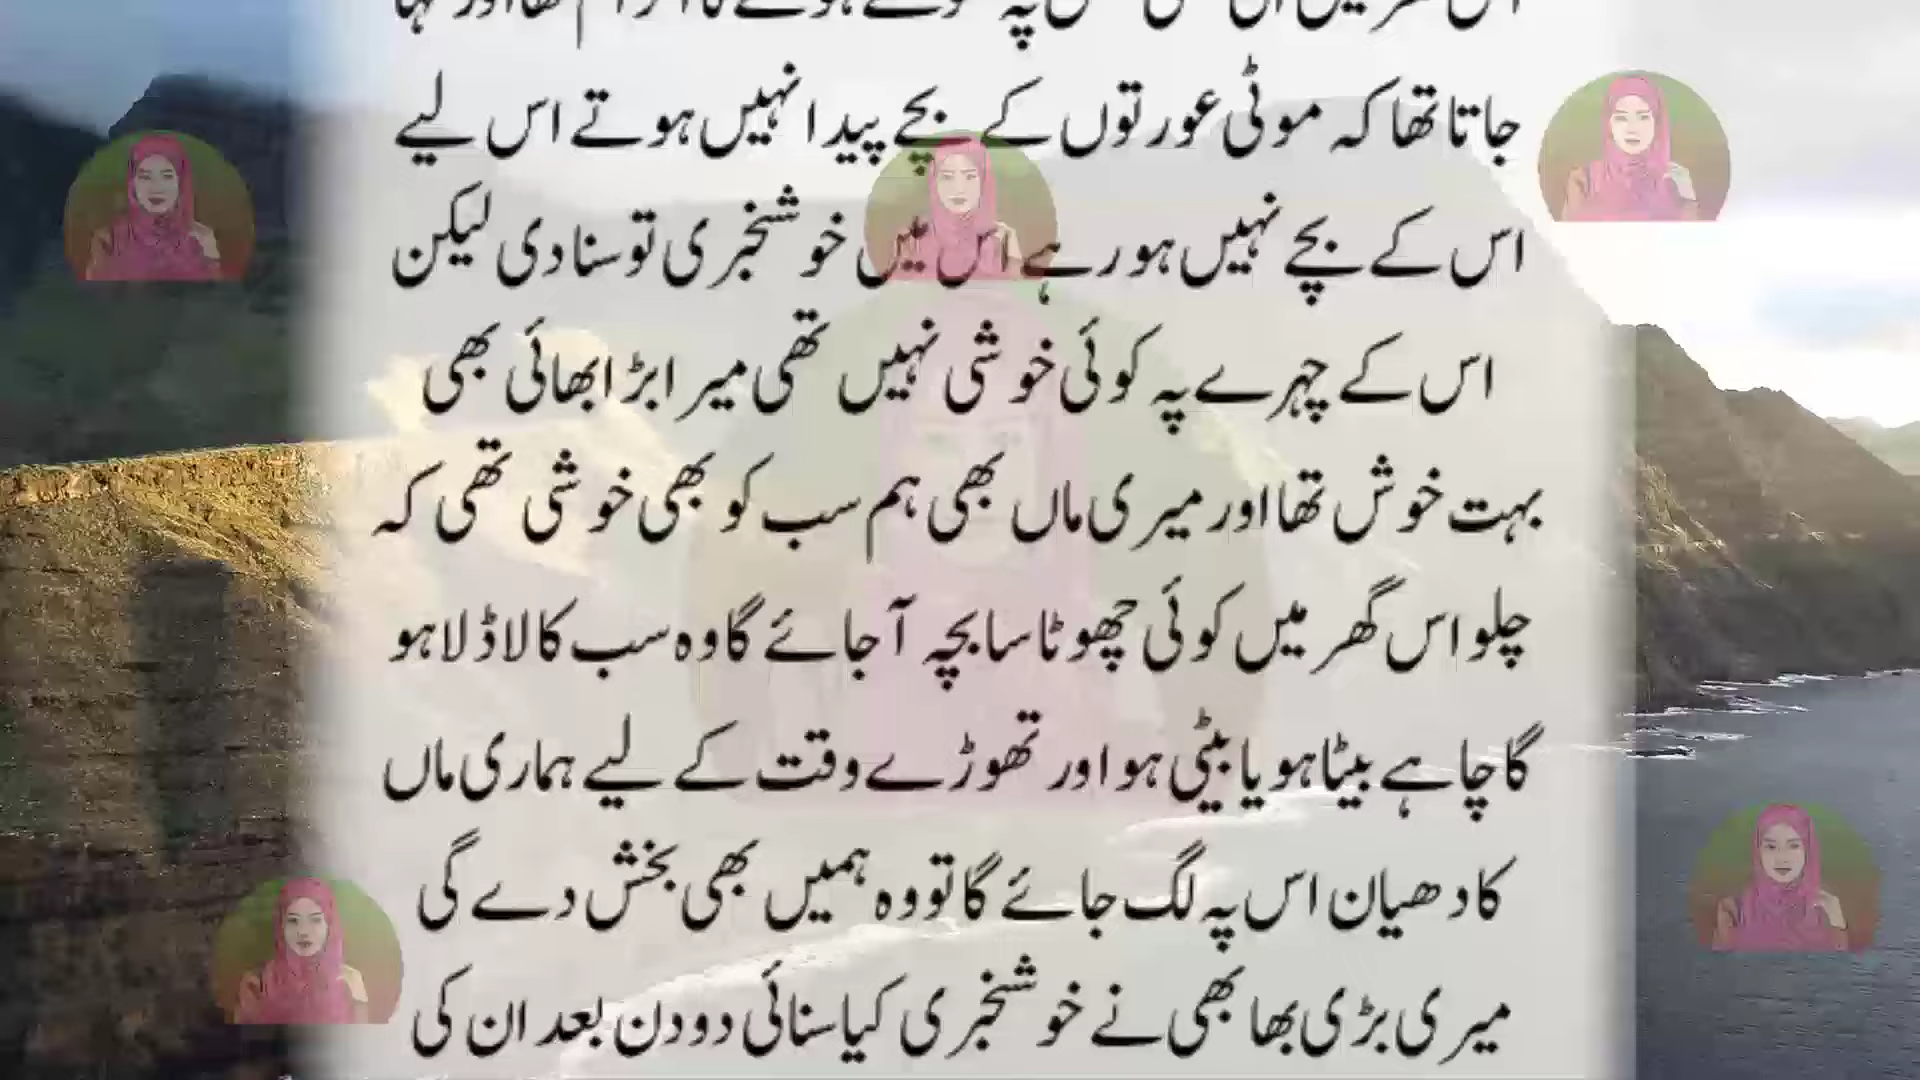 جاتا تھا کہ موٹی عورتوں کے بچے پیدا نہیں ہوتے اس لیے
اس کے بچے نہیں ہو رہے اس میں خوشخبری تو سنا دی لیکن
اس کے چہرے پہ کوئی خوشی نہیں تھی میرا بڑا بھائی بھی
بہت خوش تھا اور میری ماں بھی ہم سب کو بھی خوشی تھی کہ
چلو اس گھر میں کوئی چھوٹا سا بچہ آ جائے گا وہ سب کا لاڈلا ہو
گا چاہے بیٹا ہو یا بیٹی ہو اور تھوڑے وقت کے لیے ہماری ماں
کا دھیان اس پہ لگ جائے گا تو وہ ہمیں بھی بخش دے گی
میری بڑی بھابھی نے خوشخبری کیا سنائی دو دن بعد ان کی